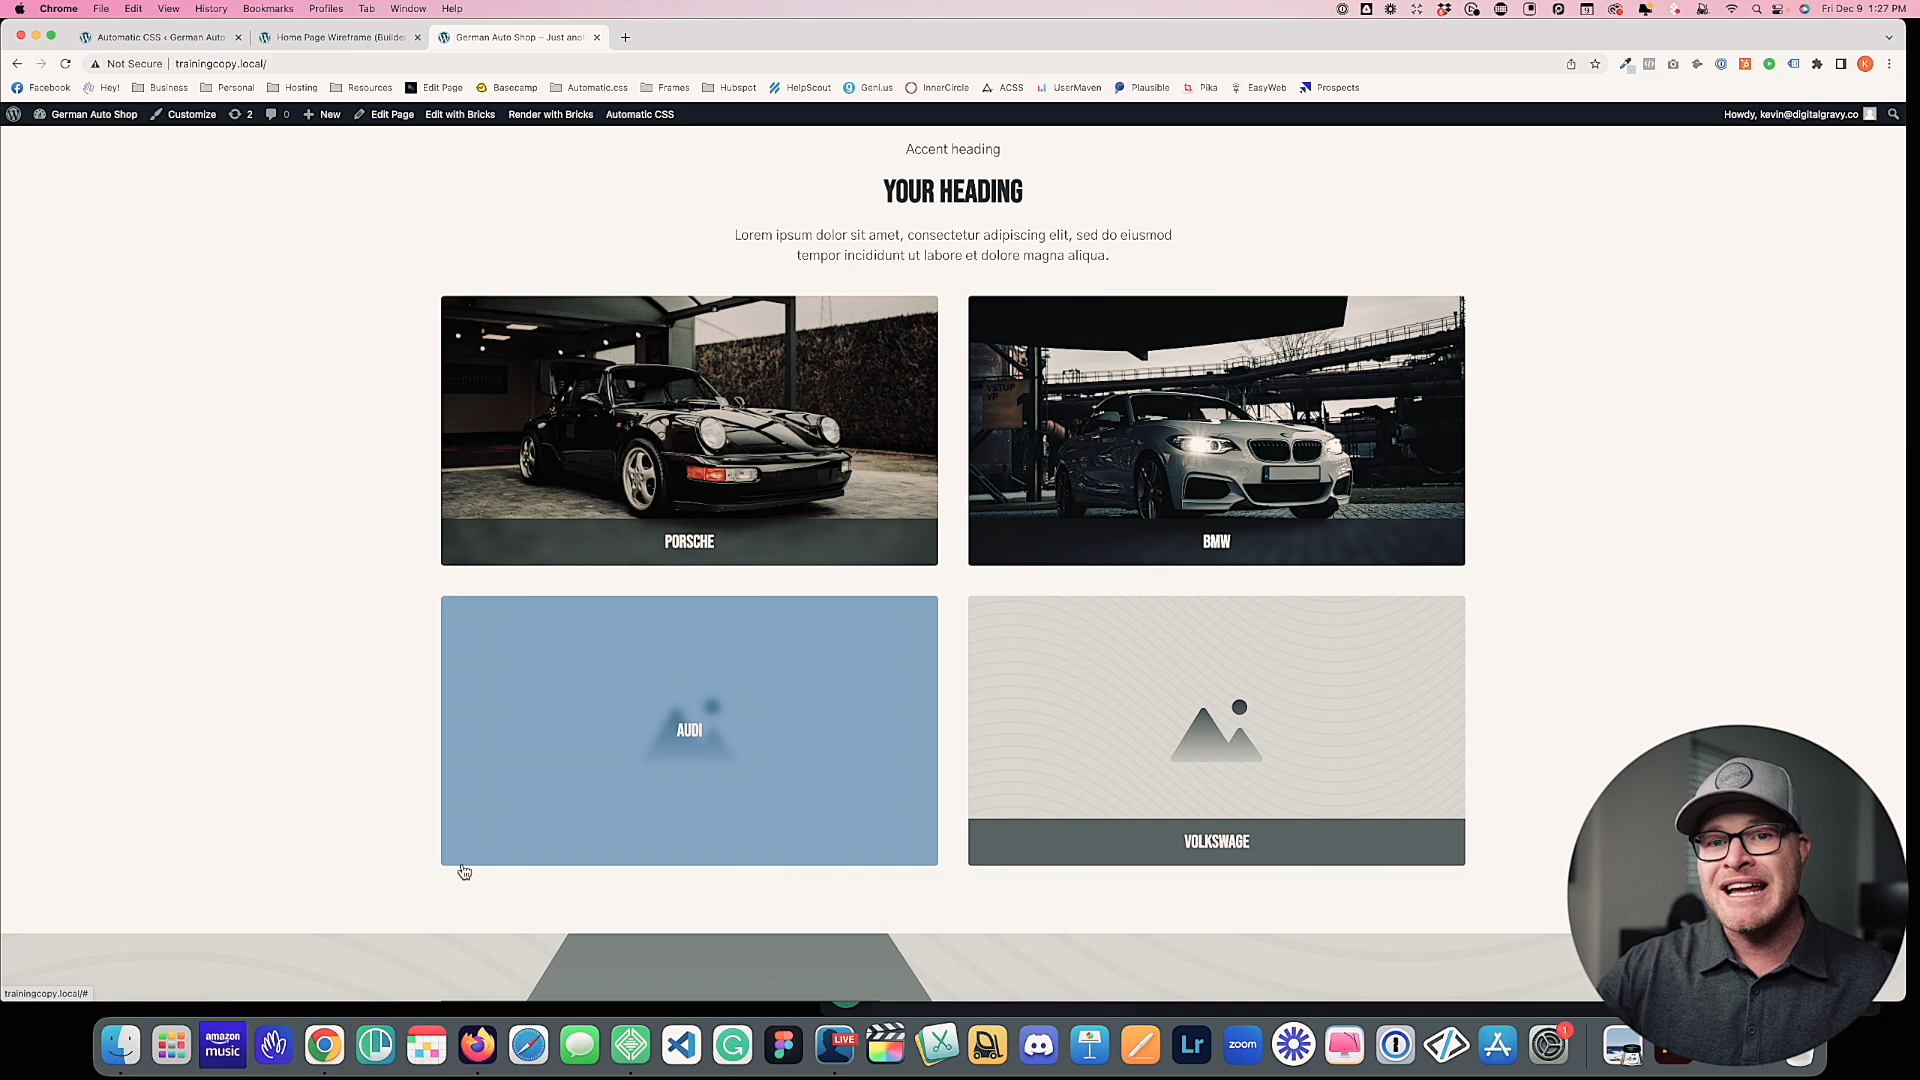 Chrome File Edit View History Bookmarks Profiles Tab Window Help
Fri Dec 9 1:27 PM
Automatic CSS ‹ German Auto
Home Page Wireframe (Builder
German Auto Shop – Just anot
Not Secure trainingcopy.local/
Facebook Hey! Business Personal Hosting Resources Edit Page Basecamp Automatic.css Frames Hubspot HelpScout Geni.us InnerCircle ACSS UserMaven Plausible Pika EasyWeb Prospects
German Auto Shop Customize 2 0 New Edit Page Edit with Bricks Render with Bricks Automatic CSS Howdy, kevin@digitalgravy.co
Accent heading
YOUR HEADING
Lorem ipsum dolor sit amet, consectetur adipiscing elit, sed do eiusmod
tempor incididunt ut labore et dolore magna aliqua.
VSTUP
VP
PORSCHE
BMW
AUDI
VOLKSWAGE
trainingcopy.local/#
amazon
music
LIVE
Lr
zoom
1